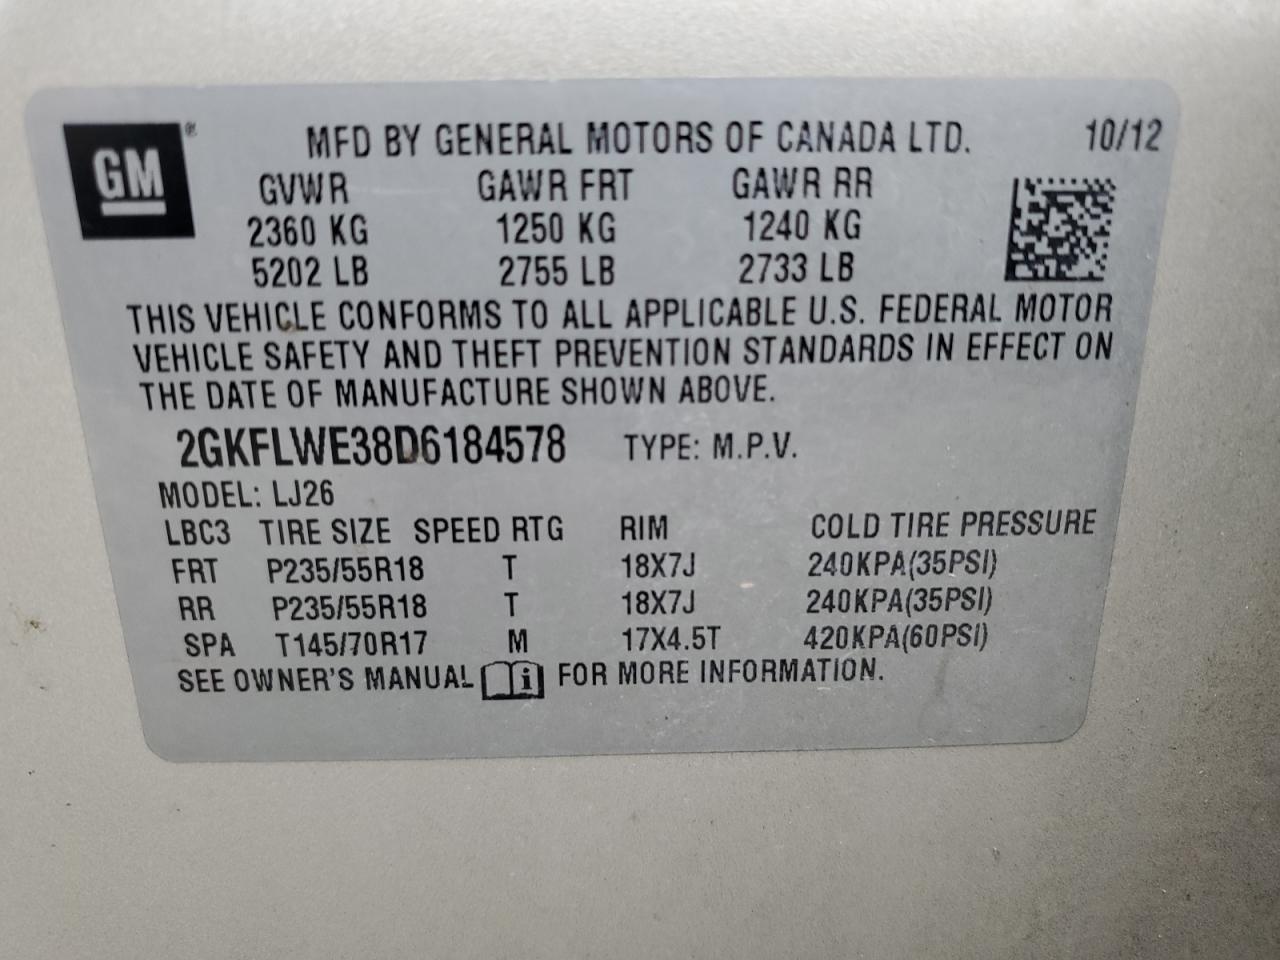 GM® MFD BY GENERAL MOTORS OF CANADA LTD. 10/12
GVWR GAWR FRT GAWR RR
2360 KG 1250 KG 1240 KG
5202 LB 2755 LB 2733 LB
THIS VEHICLE CONFORMS TO ALL APPLICABLE U.S. FEDERAL MOTOR
VEHICLE SAFETY AND THEFT PREVENTION STANDARDS IN EFFECT ON
THE DATE OF MANUFACTURE SHOWN ABOVE.
2GKFLWE38D6184578 TYPE: M.P.V.
MODEL: LJ26
LBC3 TIRE SIZE SPEED RTG RIM COLD TIRE PRESSURE
FRT P235/55R18 T 18X7J 240KPA(35PSI)
RR P235/55R18 T 18X7J 240KPA(35PSI)
SPA T145/70R17 M 17X4.5T 420KPA(60PSI)
SEE OWNER'S MANUAL i FOR MORE INFORMATION.